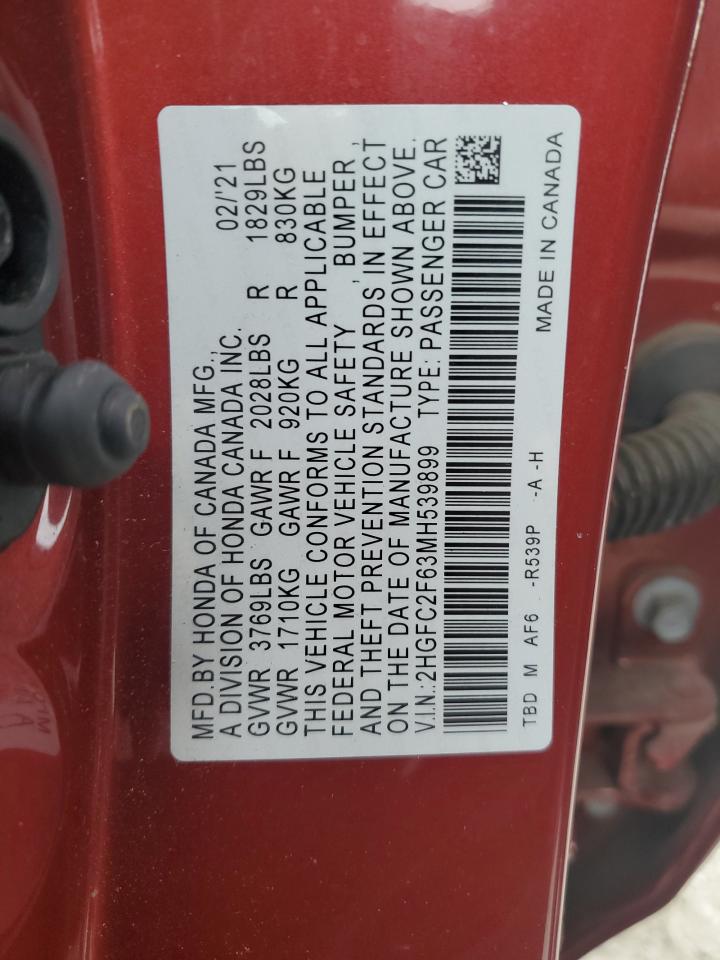 MFD.BY HONDA OF CANADA MFG.,
A DIVISION OF HONDA CANADA INC. 02/'21
GVWR 3769LBS GAWR F 2028LBS R 1829LBS
GVWR 1710KG GAWR F 920KG R 830KG
THIS VEHICLE CONFORMS TO ALL APPLICABLE
FEDERAL MOTOR VEHICLE SAFETY , BUMPER ,
AND THEFT PREVENTION STANDARDS IN EFFECT
ON THE DATE OF MANUFACTURE SHOWN ABOVE.
V.I.N.:2HGFC2F63MH539899 TYPE: PASSENGER CAR
TBD M AF6 -R539P -A -H MADE IN CANADA